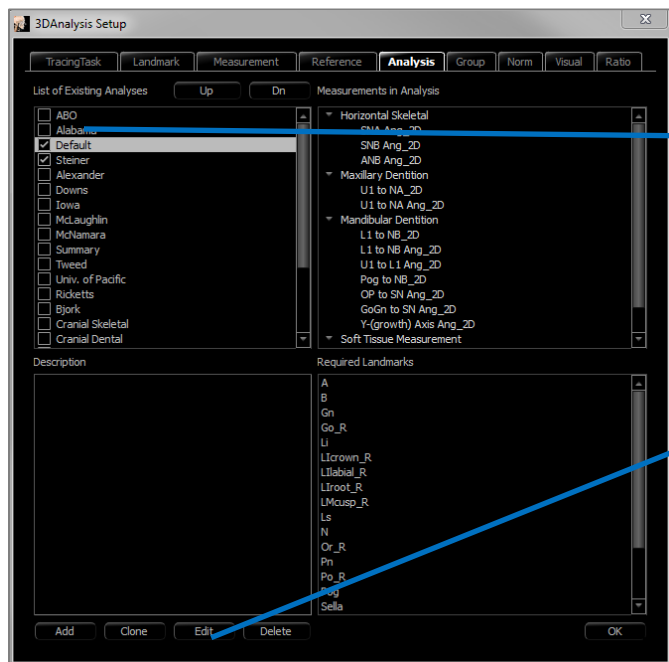 3DAnalysis Setup
TracingTask Landmark Measurement Reference Analysis Group Norm Visual Ratio
List of Existing Analyses Up Dn Measurements in Analysis
ABO
Alabama
Default
Steiner
Alexander
Downs
Iowa
McLaughlin
McNamara
Summary
Tweed
Univ. of Pacific
Ricketts
Bjork
Cranial Skeletal
Cranial Dental
Horizontal Skeletal
SNA Ang_2D
SNB Ang_2D
ANB Ang_2D
Maxillary Dentition
U1 to NA_2D
U1 to NA Ang_2D
Mandibular Dentition
L1 to NB_2D
L1 to NB Ang_2D
U1 to L1 Ang_2D
Pog to NB_2D
OP to SN Ang_2D
GoGn to SN Ang_2D
Y-(growth) Axis Ang_2D
Soft Tissue Measurement
Description
Required Landmarks
A
B
Gn
Go_R
Li
LIcrown_R
LIlabial_R
LIroot_R
LMcusp_R
Ls
N
Or_R
Pn
Po_R
Pog
Sella
Add Clone Edit Delete OK